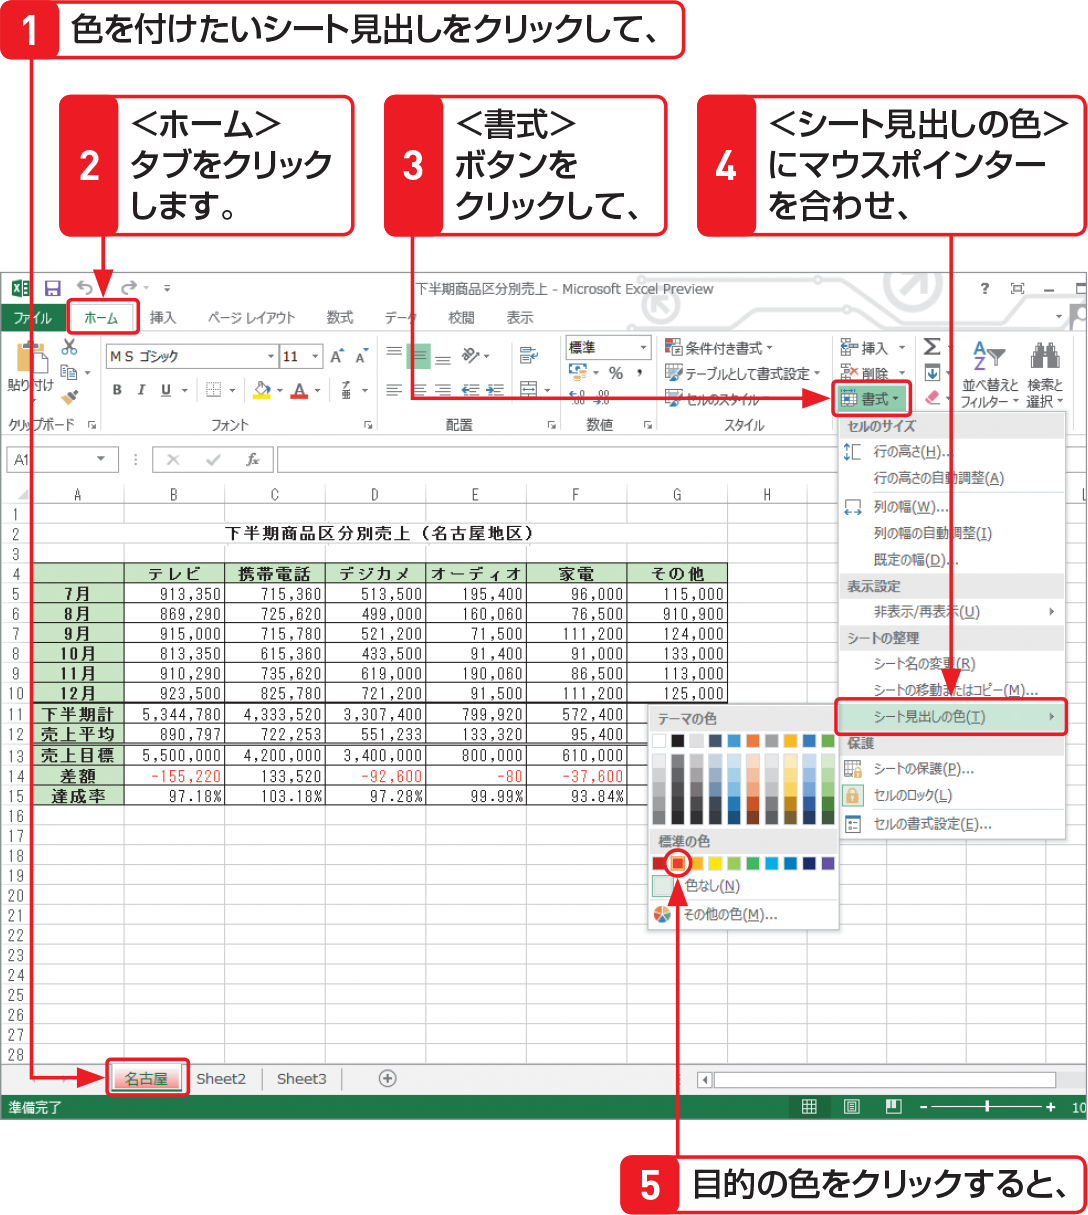 1 色を付けたいシート見出しをクリックして、
2 <ホーム>
タブをクリック
します。
3 <書式>
ボタンを
クリックして、
4 <シート見出しの色>
にマウスポインター
を合わせ、
下半期商品区分別売上 - Microsoft Excel Preview
ファイル ホーム 挿入 ページ レイアウト 数式 データ 校閲 表示
貼り付け
ＭＳ ゴシック 11
標準
条件付き書式
テーブルとして書式設定
セルのスタイル
挿入
削除
書式
並べ替えと
フィルター
検索と
選択
クリップボード フォント 配置 数値 スタイル
A1
A B C D E F G H
1
2 下半期商品区分別売上（名古屋地区）
3
4 テレビ 携帯電話 デジカメ オーディオ 家電 その他
5 7月 913,350 715,360 513,500 195,400 96,000 115,000
6 8月 869,290 725,620 499,000 160,060 76,500 910,900
7 9月 915,000 715,780 521,200 71,500 111,200 124,000
8 10月 813,350 615,360 433,500 91,400 91,000 133,000
9 11月 910,290 735,620 619,000 190,060 86,500 113,000
10 12月 923,500 825,780 721,200 91,500 111,200 125,000
11 下半期計 5,344,780 4,333,520 3,307,400 799,920 572,400
12 売上平均 890,797 722,253 551,233 133,320 95,400
13 売上目標 5,500,000 4,200,000 3,400,000 800,000 610,000
14 差額 -155,220 133,520 -92,600 -80 -37,600
15 達成率 97.18% 103.18% 97.28% 99.99% 93.84%
16
17
18
19
20
21
22
23
24
25
26
27
28
セルのサイズ
行の高さ(H)...
行の高さの自動調整(A)
列の幅(W)...
列の幅の自動調整(I)
既定の幅(D)...
表示設定
非表示/再表示(U)
シートの整理
シート名の変更(R)
シートの移動またはコピー(M)...
シート見出しの色(T)
保護
シートの保護(P)...
セルのロック(L)
セルの書式設定(E)...
テーマの色
標準の色
色なし(N)
その他の色(M)...
名古屋 Sheet2 Sheet3
準備完了
10
5 目的の色をクリックすると、